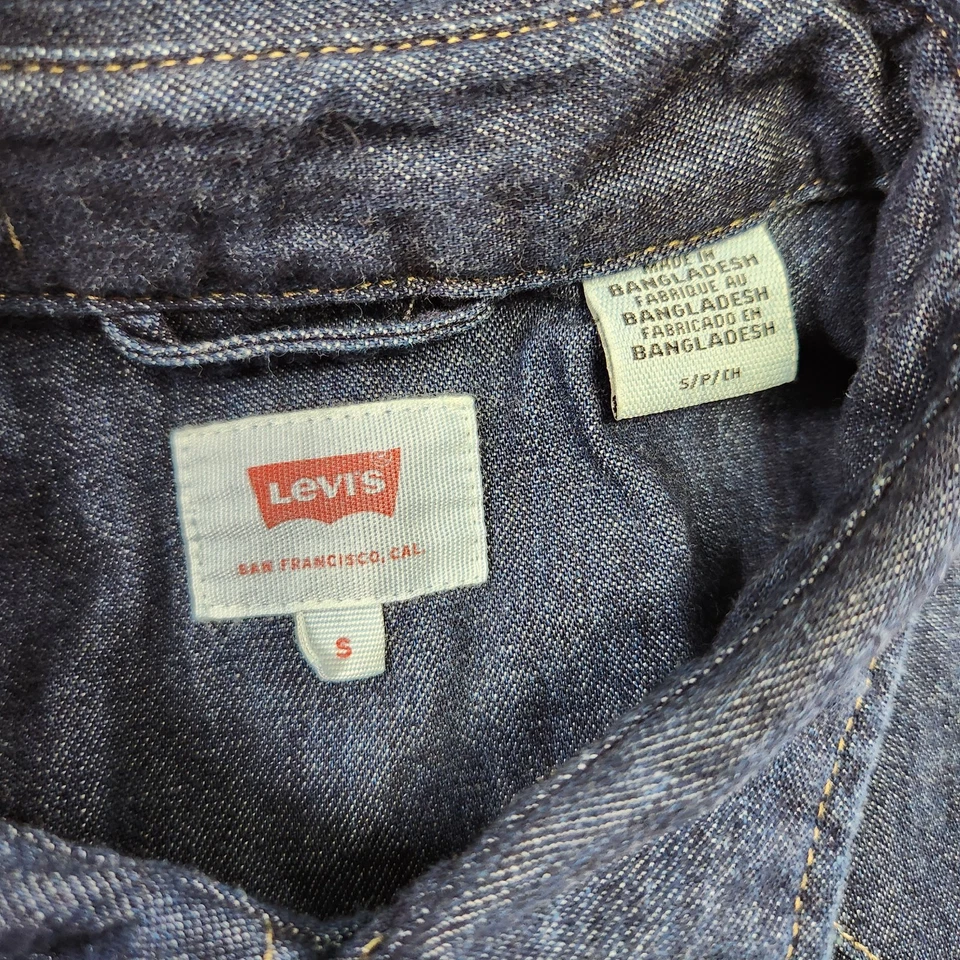 MADE IN
BANGLADESH
FABRIQUE AU
BANGLADESH
FABRICADO EN
BANGLADESH
S/P/CH
LEVI'S
SAN FRANCISCO, CAL
S